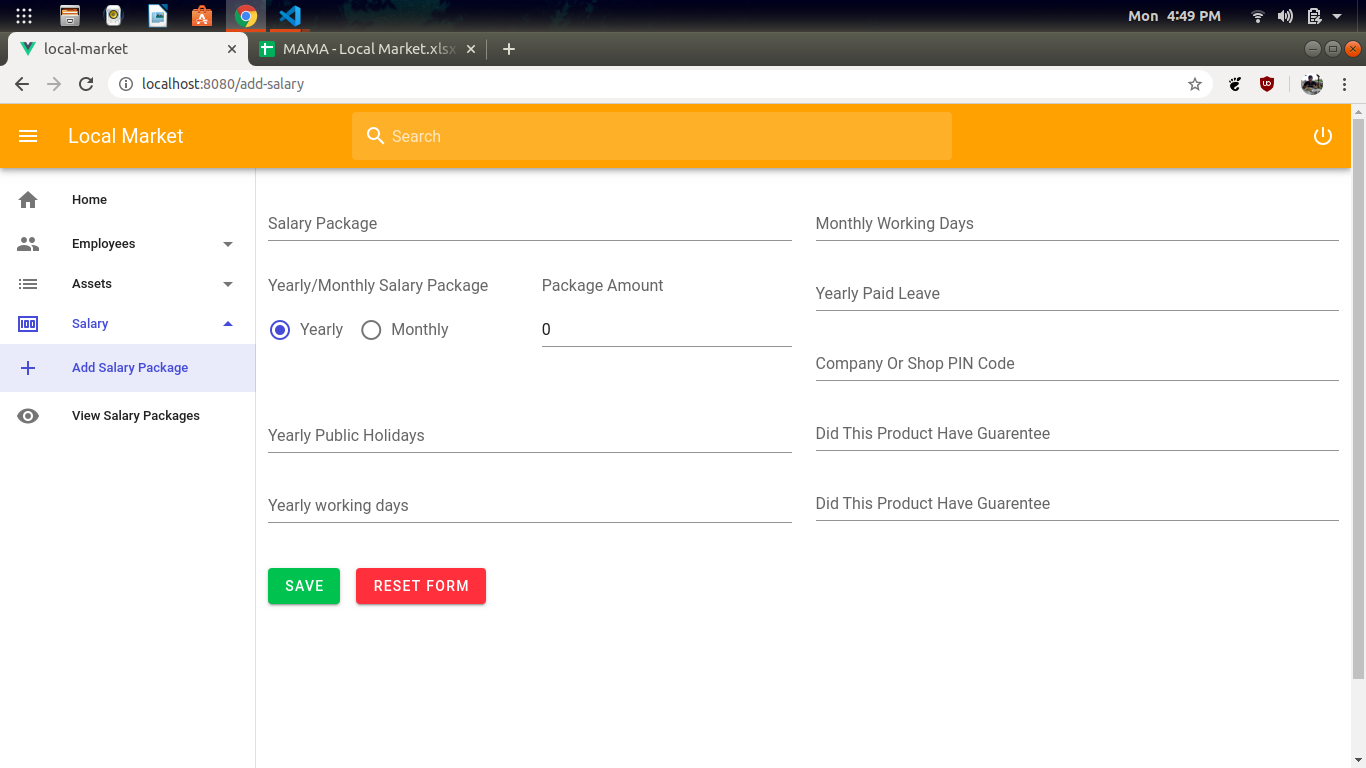 Mon 4:49 PM
local-market
MAMA - Local Market.xlsx
localhost:8080/add-salary
Local Market
Search
Home
Employees
Assets
Salary
Add Salary Package
View Salary Packages
Salary Package
Yearly/Monthly Salary Package
Yearly
Monthly
Package Amount
0
Yearly Public Holidays
Yearly working days
Monthly Working Days
Yearly Paid Leave
Company Or Shop PIN Code
Did This Product Have Guarentee
Did This Product Have Guarentee
SAVE
RESET FORM